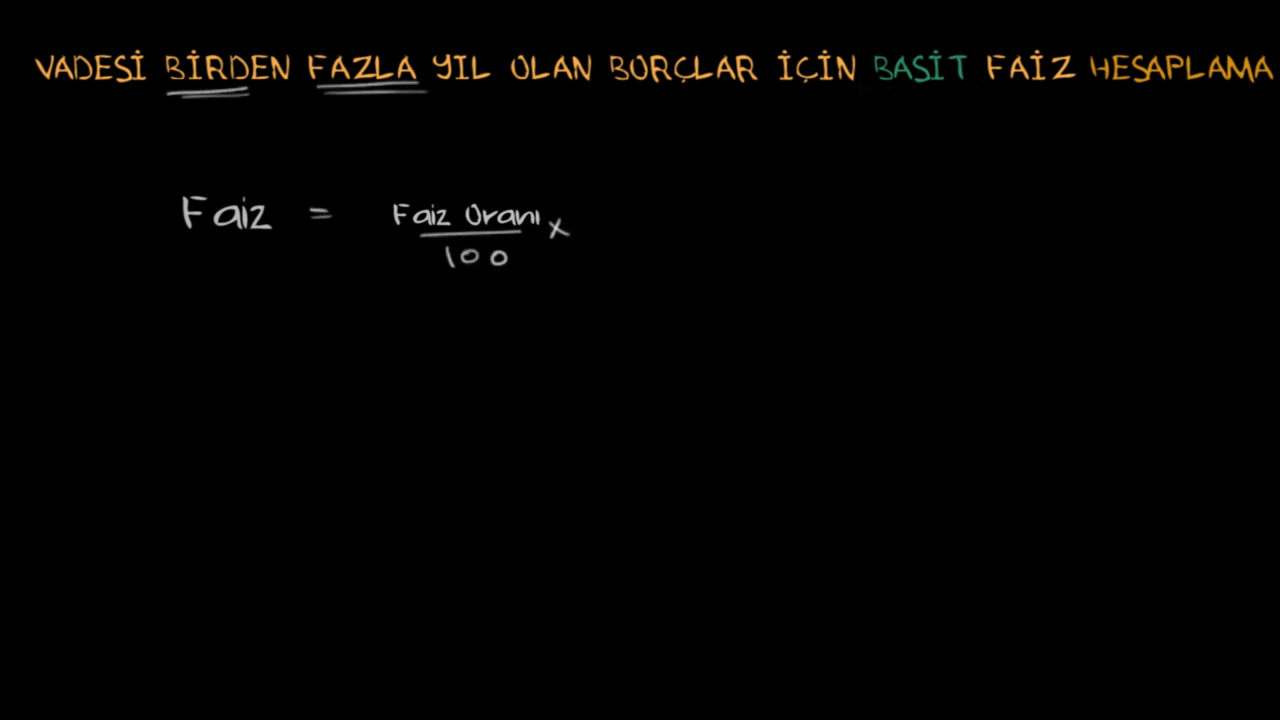 VADESİ BİRDEN FAZLA YIL OLAN BORÇLAR İÇİN BASİT FAİZ HESAPLAMA
Faiz = Faiz Oranı x
100